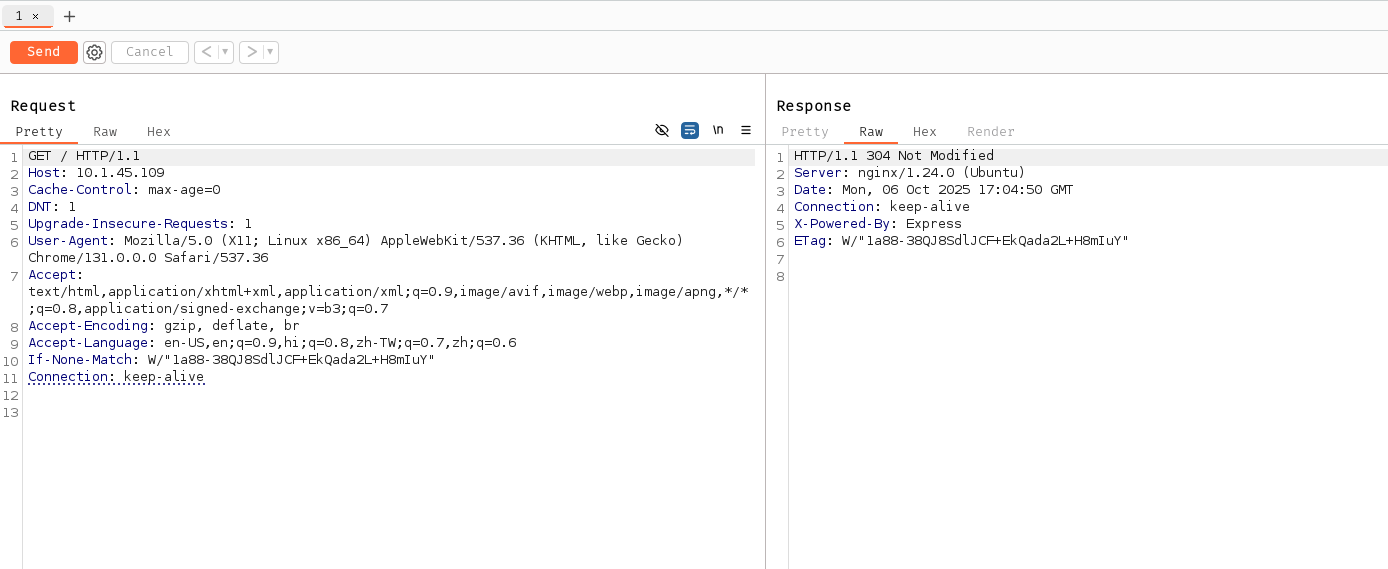 1 ×
+
Send
Cancel
< ▾
> ▾
Request
Pretty Raw Hex
\n
1 GET / HTTP/1.1
2 Host: 10.1.45.109
3 Cache-Control: max-age=0
4 DNT: 1
5 Upgrade-Insecure-Requests: 1
6 User-Agent: Mozilla/5.0 (X11; Linux x86_64) AppleWebKit/537.36 (KHTML, like Gecko)
Chrome/131.0.0.0 Safari/537.36
7 Accept:
text/html,application/xhtml+xml,application/xml;q=0.9,image/avif,image/webp,image/apng,*/*
;q=0.8,application/signed-exchange;v=b3;q=0.7
8 Accept-Encoding: gzip, deflate, br
9 Accept-Language: en-US,en;q=0.9,hi;q=0.8,zh-TW;q=0.7,zh;q=0.6
10 If-None-Match: W/"1a88-38QJ8SdlJCF+EkQada2L+H8mIuY"
11 Connection: keep-alive
12
13
Response
Pretty Raw Hex Render
1 HTTP/1.1 304 Not Modified
2 Server: nginx/1.24.0 (Ubuntu)
3 Date: Mon, 06 Oct 2025 17:04:50 GMT
4 Connection: keep-alive
5 X-Powered-By: Express
6 ETag: W/"1a88-38QJ8SdlJCF+EkQada2L+H8mIuY"
7
8